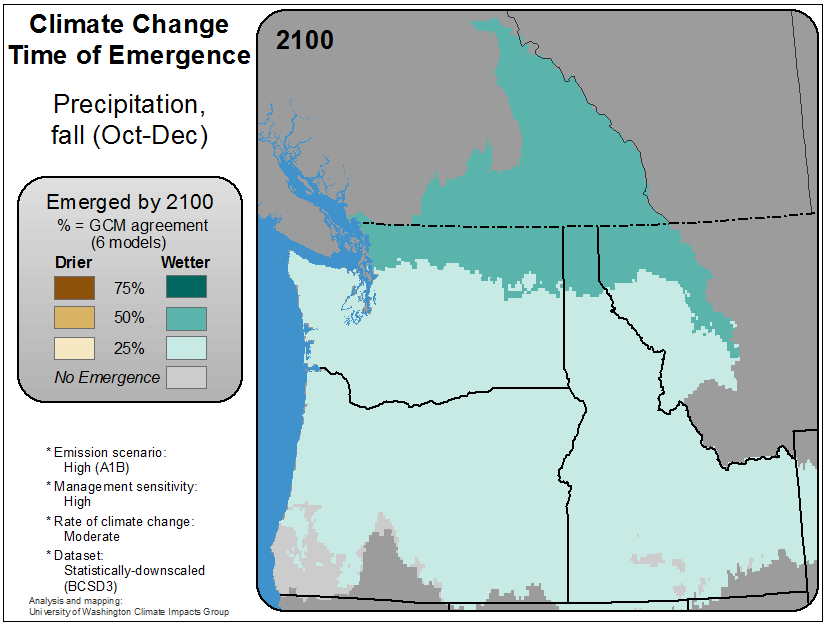 Climate Change
Time of Emergence
Precipitation,
fall (Oct-Dec)
Emerged by 2100
% = GCM agreement
(6 models)
Drier Wetter
75%
50%
25%
No Emergence
* Emission scenario:
High (A1B)
* Management sensitivity:
High
* Rate of climate change:
Moderate
* Dataset:
Statistically-downscaled
(BCSD3)
Analysis and mapping:
University of Washington Climate Impacts Group
2100